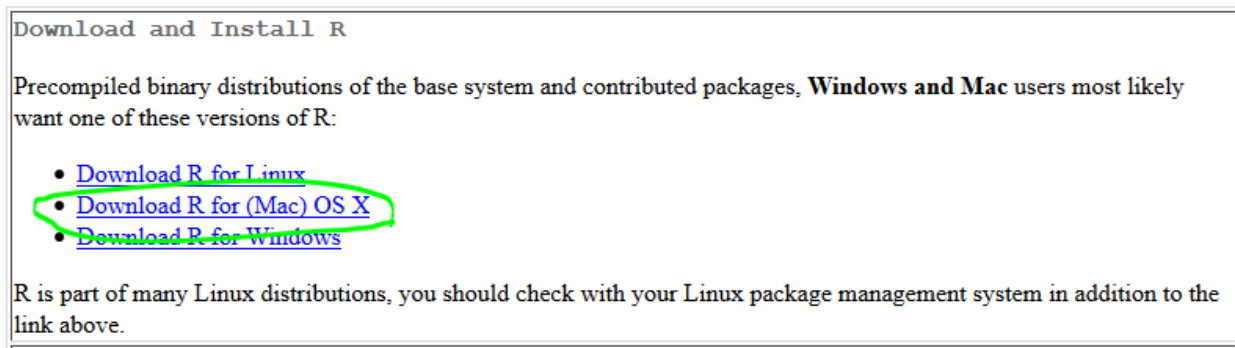 Download and Install R
Precompiled binary distributions of the base system and contributed packages, Windows and Mac users most likely
want one of these versions of R:
Download R for Linux
Download R for (Mac) OS X
Download R for Windows
R is part of many Linux distributions, you should check with your Linux package management system in addition to the
link above.